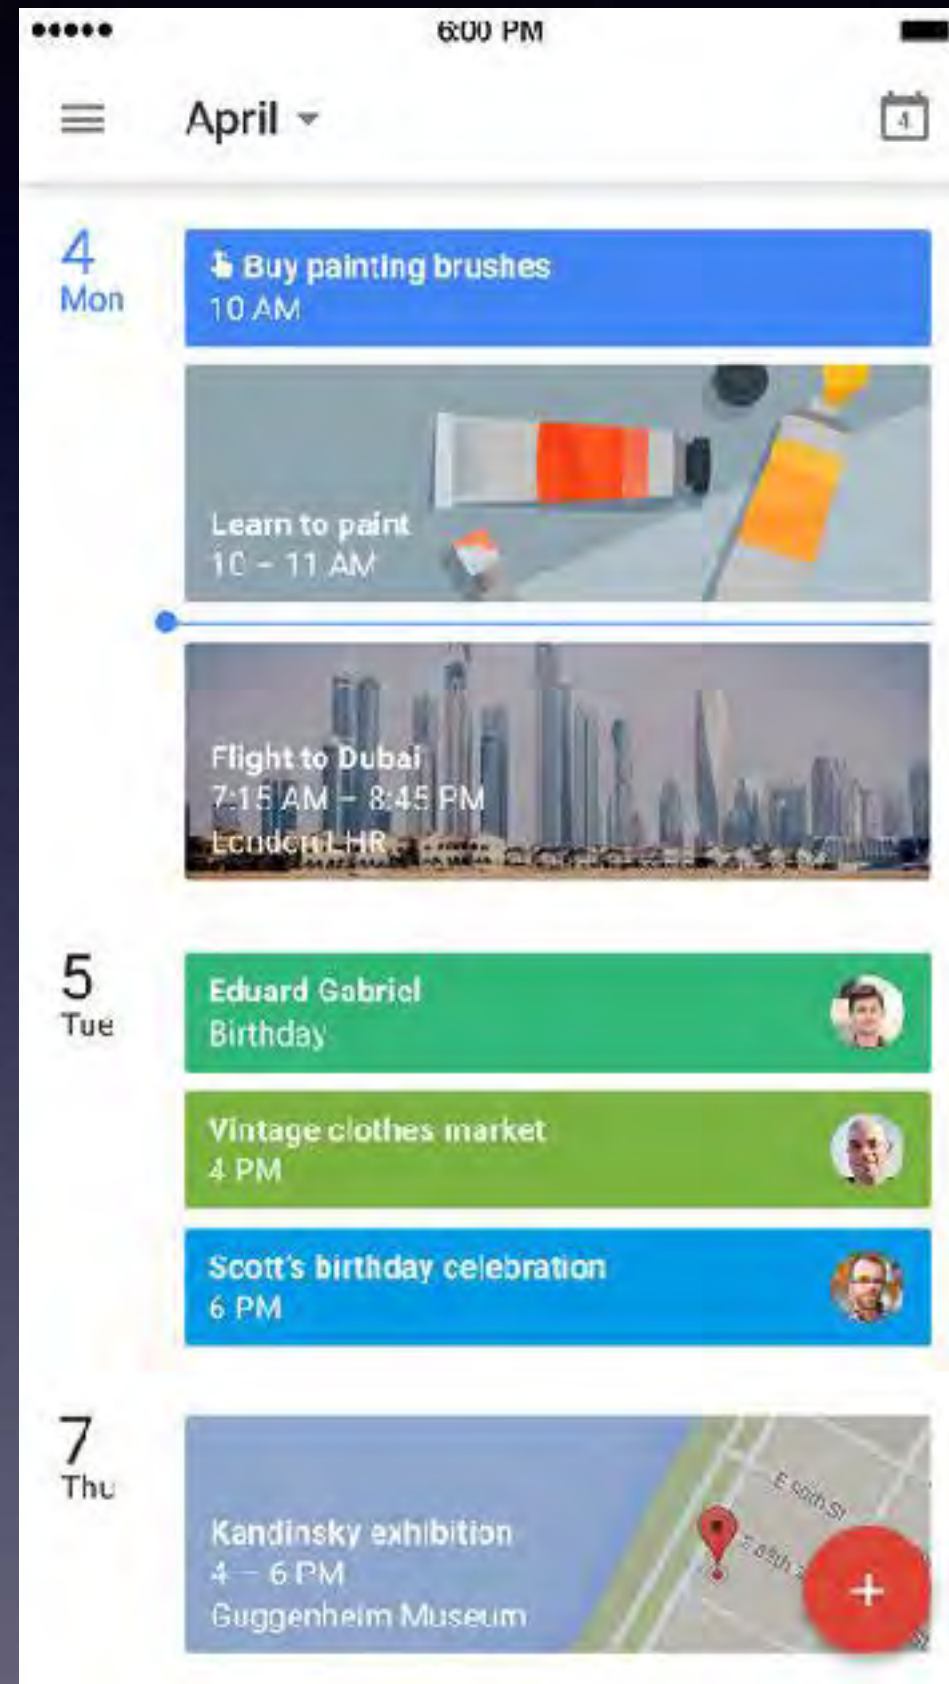 6:00 PM
April
4
4
Mon
Buy painting brushes
10 AM
Learn to paint
10 – 11 AM
Flight to Dubai
7:15 AM – 8:45 PM
London LHR
5
Tue
Eduard Gabriel
Birthday
Vintage clothes market
4 PM
Scott's birthday celebration
6 PM
7
Thu
Kandinsky exhibition
4 – 6 PM
Guggenheim Museum
E 90th St
+